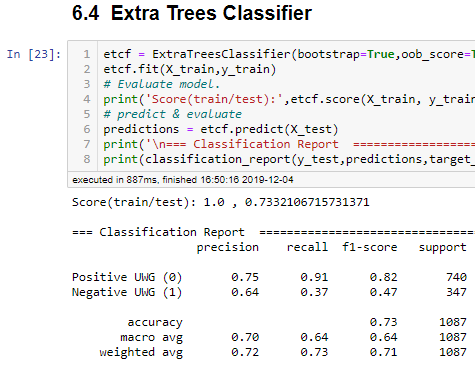 6.4 Extra Trees Classifier
In [23]:
1 etcf = ExtraTreesClassifier(bootstrap=True,oob_score=
2 etcf.fit(X_train,y_train)
3 # Evaluate model.
4 print('Score(train/test):',etcf.score(X_train, y_train
5 # predict & evaluate
6 predictions = etcf.predict(X_test)
7 print('\n=== Classification Report ===================
8 print(classification_report(y_test,predictions,target_
executed in 887ms, finished 16:50:16 2019-12-04
Score(train/test): 1.0 , 0.7332106715731371
=== Classification Report ===============================
precision recall f1-score support
Positive UWG (0) 0.75 0.91 0.82 740
Negative UWG (1) 0.64 0.37 0.47 347
accuracy 0.73 1087
macro avg 0.70 0.64 0.64 1087
weighted avg 0.72 0.73 0.71 1087